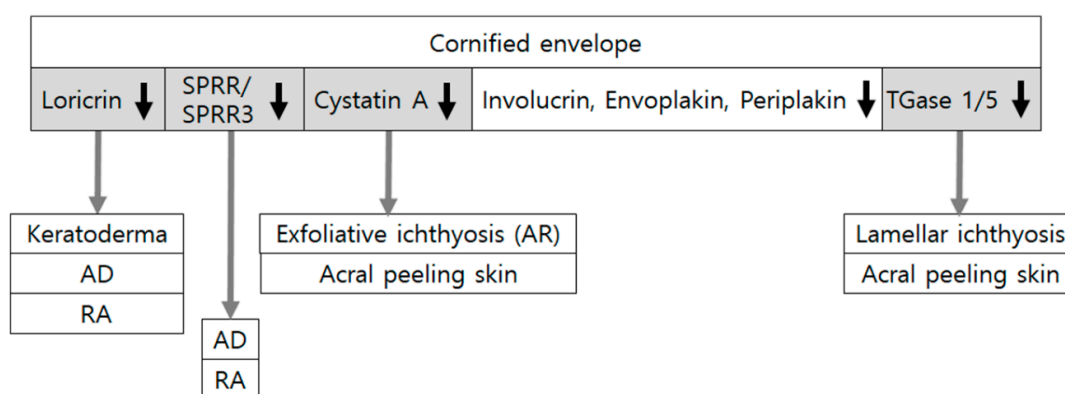 Cornified envelope
Loricrin
SPRR/
SPRR3
Cystatin A
Involucrin, Envoplakin, Periplakin
TGase 1/5
Keratoderma
AD
RA
AD
RA
Exfoliative ichthyosis (AR)
Acral peeling skin
Lamellar ichthyosis
Acral peeling skin